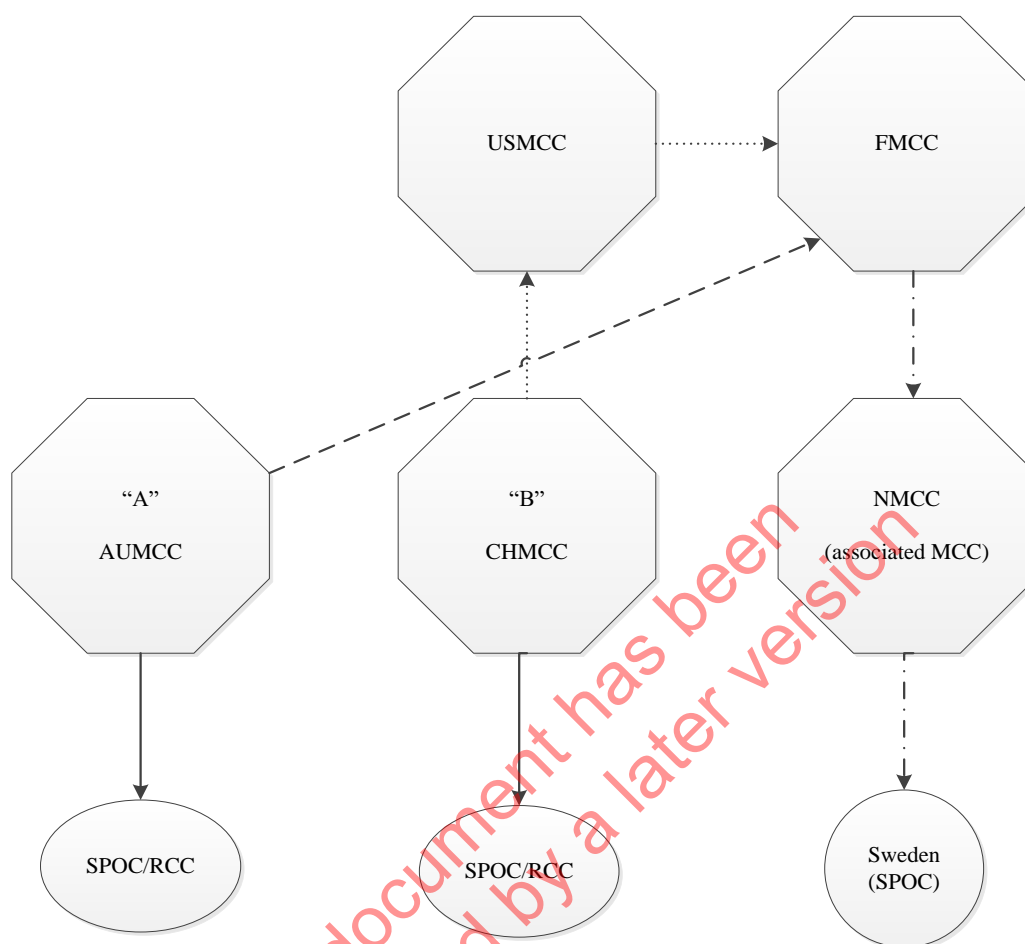 USMCC
FMCC
“A”
AUMCC
“B”
CHMCC
NMCC
(associated MCC)
SPOC/RCC
SPOC/RCC
Sweden
(SPOC)
document has been
by a later version